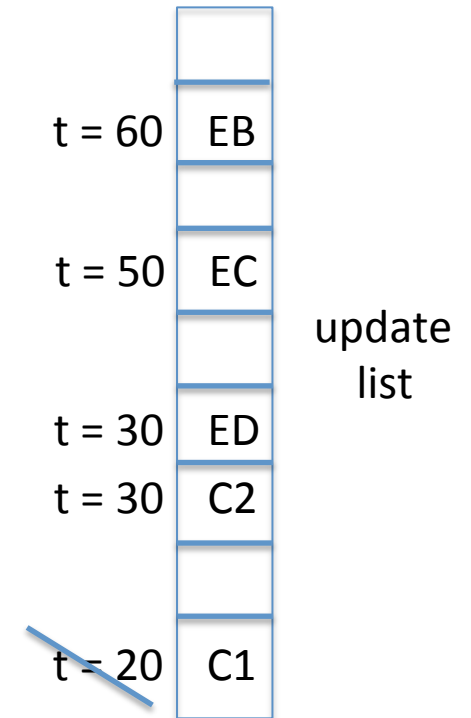 t = 60 EB
t = 50 EC
update
list
t = 30 ED
t = 30 C2
t = 20 C1